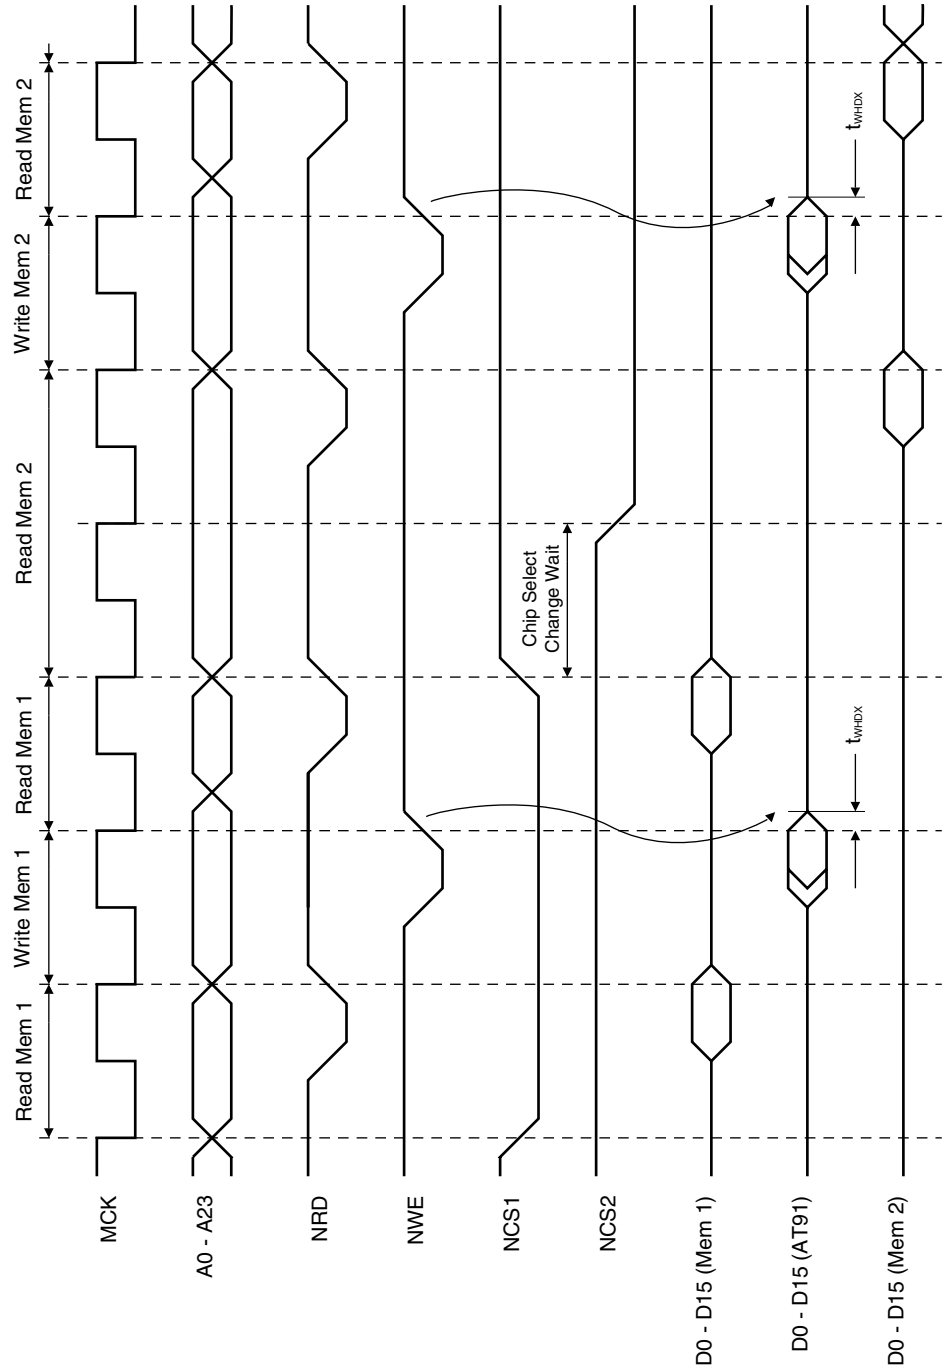 Read Mem 1
Write Mem 1
Read Mem 1
Read Mem 2
Write Mem 2
Read Mem 2
MCK
A0 - A23
NRD
NWE
NCS1
Chip Select
Change Wait
NCS2
D0 - D15 (Mem 1)
D0 - D15 (AT91)
tWHDX
tWHDX
D0 - D15 (Mem 2)